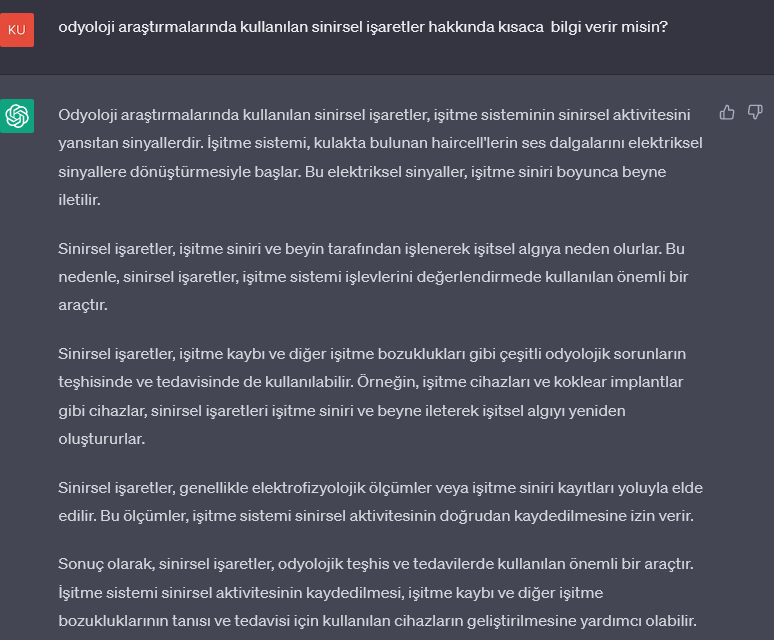 KU
odyoloji araştırmalarında kullanılan sinirsel işaretler hakkında kısaca  bilgi verir misin?
Odyoloji araştırmalarında kullanılan sinirsel işaretler, işitme sisteminin sinirsel aktivitesini
yansıtan sinyallerdir. İşitme sistemi, kulakta bulunan haircell'lerin ses dalgalarını elektriksel
sinyallere dönüştürmesiyle başlar. Bu elektriksel sinyaller, işitme siniri boyunca beyne
iletilir.
Sinirsel işaretler, işitme siniri ve beyin tarafından işlenerek işitsel algıya neden olurlar. Bu
nedenle, sinirsel işaretler, işitme sistemi işlevlerini değerlendirmede kullanılan önemli bir
araçtır.
Sinirsel işaretler, işitme kaybı ve diğer işitme bozuklukları gibi çeşitli odyolojik sorunların
teşhisinde ve tedavisinde de kullanılabilir. Örneğin, işitme cihazları ve koklear implantlar
gibi cihazlar, sinirsel işaretleri işitme siniri ve beyne ileterek işitsel algıyı yeniden
oluştururlar.
Sinirsel işaretler, genellikle elektrofizyolojik ölçümler veya işitme siniri kayıtları yoluyla elde
edilir. Bu ölçümler, işitme sistemi sinirsel aktivitesinin doğrudan kaydedilmesine izin verir.
Sonuç olarak, sinirsel işaretler, odyolojik teşhis ve tedavilerde kullanılan önemli bir araçtır.
İşitme sistemi sinirsel aktivitesinin kaydedilmesi, işitme kaybı ve diğer işitme
bozukluklarının tanısı ve tedavisi için kullanılan cihazların geliştirilmesine yardımcı olabilir.